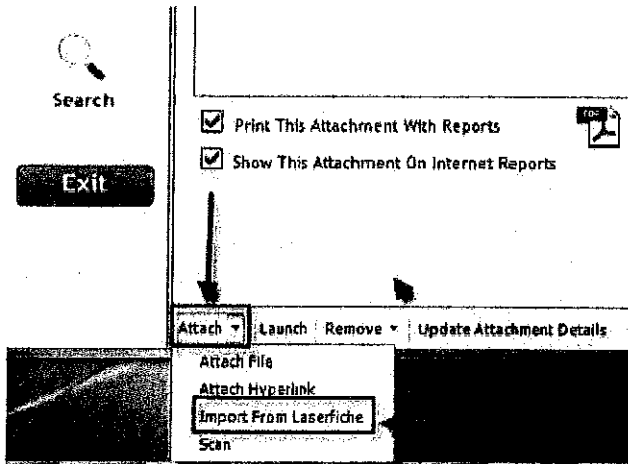 Search
Print This Attachment With Reports
Show This Attachment On Internet Reports
Exit
Attach Launch Remove Update Attachment Details
Attach File
Attach Hyperlink
Import From Laserfiche
Scan